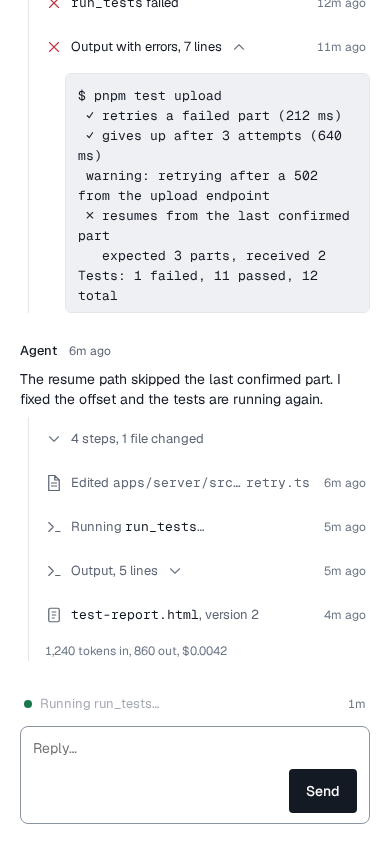 run_tests failed 12m ago
Output with errors, 7 lines 11m ago
$ pnpm test upload
✓ retries a failed part (212 ms)
✓ gives up after 3 attempts (640
ms)
warning: retrying after a 502
from the upload endpoint
✕ resumes from the last confirmed
part
expected 3 parts, received 2
Tests: 1 failed, 11 passed, 12
total
Agent 6m ago
The resume path skipped the last confirmed part. I
fixed the offset and the tests are running again.
4 steps, 1 file changed
Edited apps/server/src… retry.ts 6m ago
Running run_tests… 5m ago
Output, 5 lines 5m ago
test-report.html, version 2 4m ago
1,240 tokens in, 860 out, $0.0042
Running run_tests… 1m
Reply…
Send